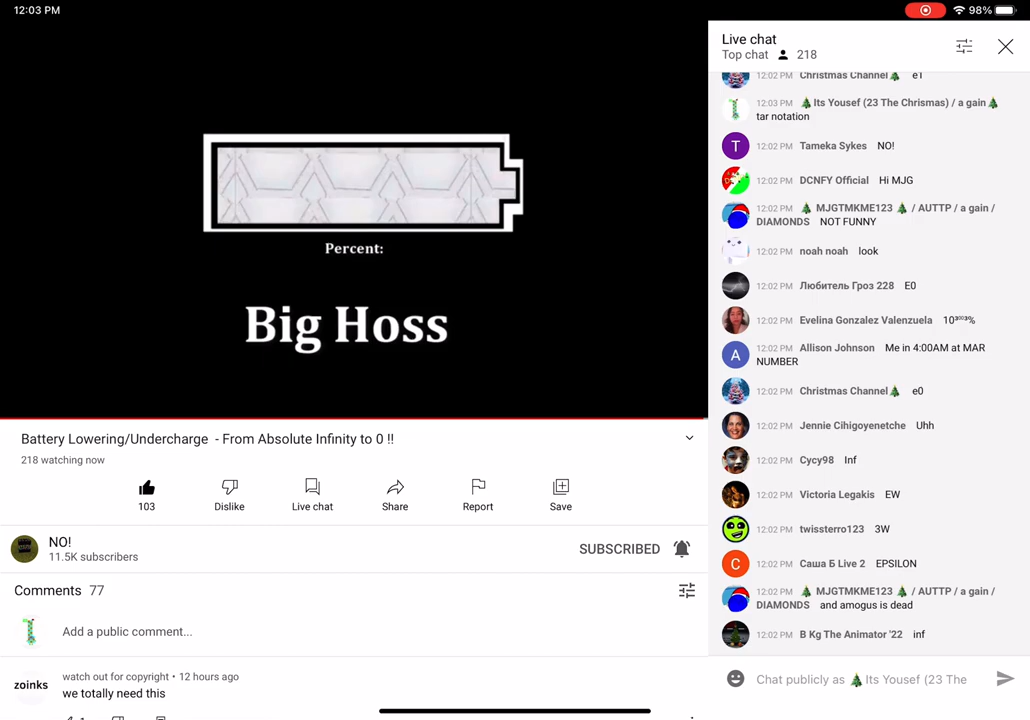 12:03 PM
98%
Percent:
Big Hoss
Battery Lowering/Undercharge - From Absolute Infinity to 0 !!
218 watching now
103
Dislike
Live chat
Share
Report
Save
NO!
11.5K subscribers
SUBSCRIBED
Comments 77
Add a public comment...
zoinks
watch out for copyright • 12 hours ago
we totally need this
1
Live chat
Top chat 218
12:02 PM Christmas Channel🎄 e1
12:03 PM 🎄Its Yousef (23 The Chrismas) / a gain🎄
tar notation
T
12:02 PM Tameka Sykes NO!
12:02 PM DCNFY Official Hi MJG
12:02 PM 🎄 MJGTMKME123 🎄 / AUTTP / a gain /
DIAMONDS NOT FUNNY
12:02 PM noah noah look
12:02 PM Любитель Гроз 228 E0
12:02 PM Evelina Gonzalez Valenzuela 10³⁰⁰³%
A
12:02 PM Allison Johnson Me in 4:00AM at MAR
NUMBER
12:02 PM Christmas Channel🎄 e0
12:02 PM Jennie Cihigoyenetche Uhh
12:02 PM Cycy98 Inf
12:02 PM Victoria Legakis EW
12:02 PM twissterro123 3W
С
12:02 PM Саша Б Live 2 EPSILON
12:02 PM 🎄 MJGTMKME123 🎄 / AUTTP / a gain /
DIAMONDS and amogus is dead
12:02 PM B Kg The Animator '22 inf
Chat publicly as 🎄Its Yousef (23 The